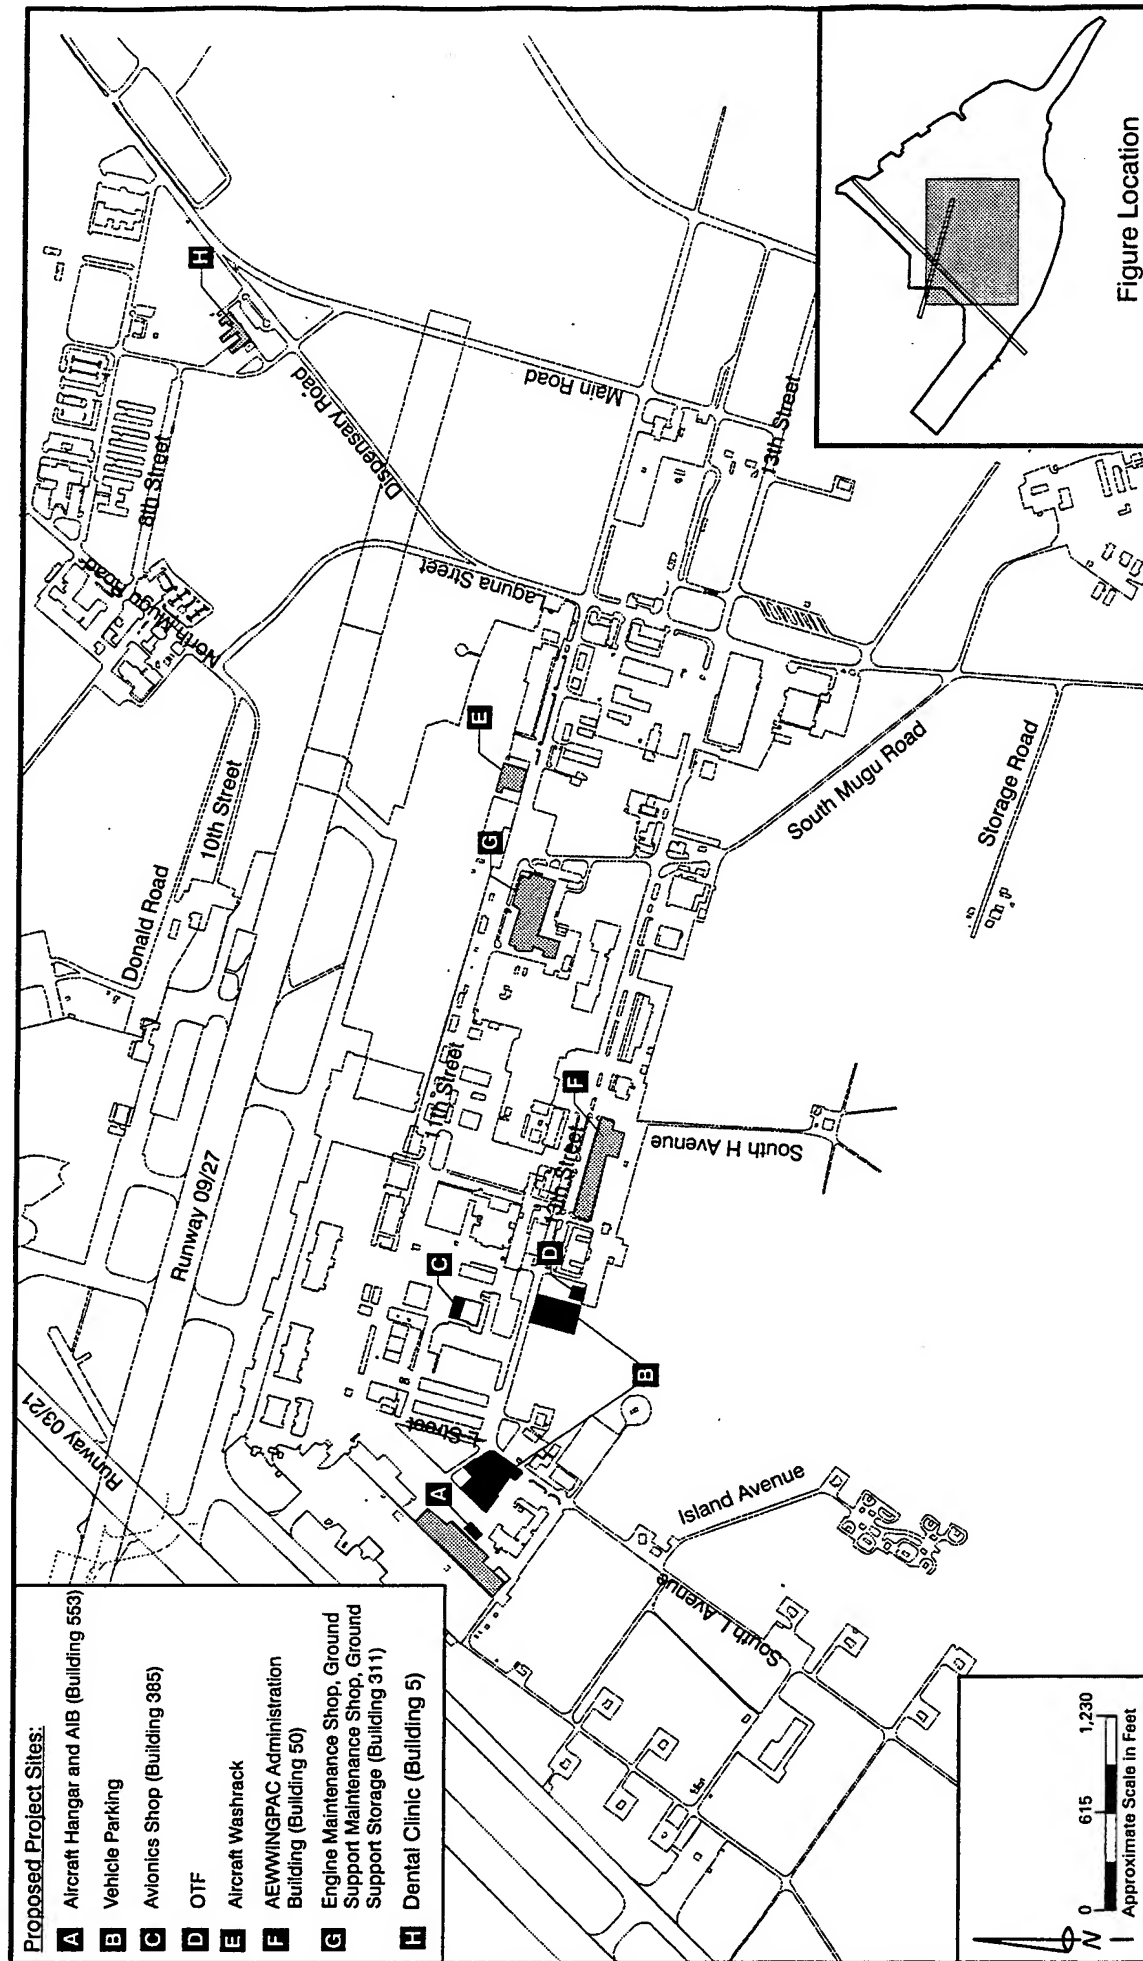 Proposed Project Sites:
A Aircraft Hangar and AIB (Building 553)
B Vehicle Parking
C Avionics Shop (Building 385)
D OTF
E Aircraft Washrack
F AEWWINGPAC Administration
Building (Building 50)
G Engine Maintenance Shop, Ground
Support Maintenance Shop, Ground
Support Storage (Building 311)
H Dental Clinic (Building 5)
Runway 03/21
Runway 09/27
Donald Road
10th Street
North Mugu Road
8th Street
H
Dispensary Road
Laguna Street
Main Road
E
G
11th Street
C
L Street
A
D
13th Street
F
B
13th Street
South H Avenue
South Mugu Road
Storage Road
Island Avenue
South L Avenue
N
0 615 1,230
Approximate Scale in Feet
Figure Location